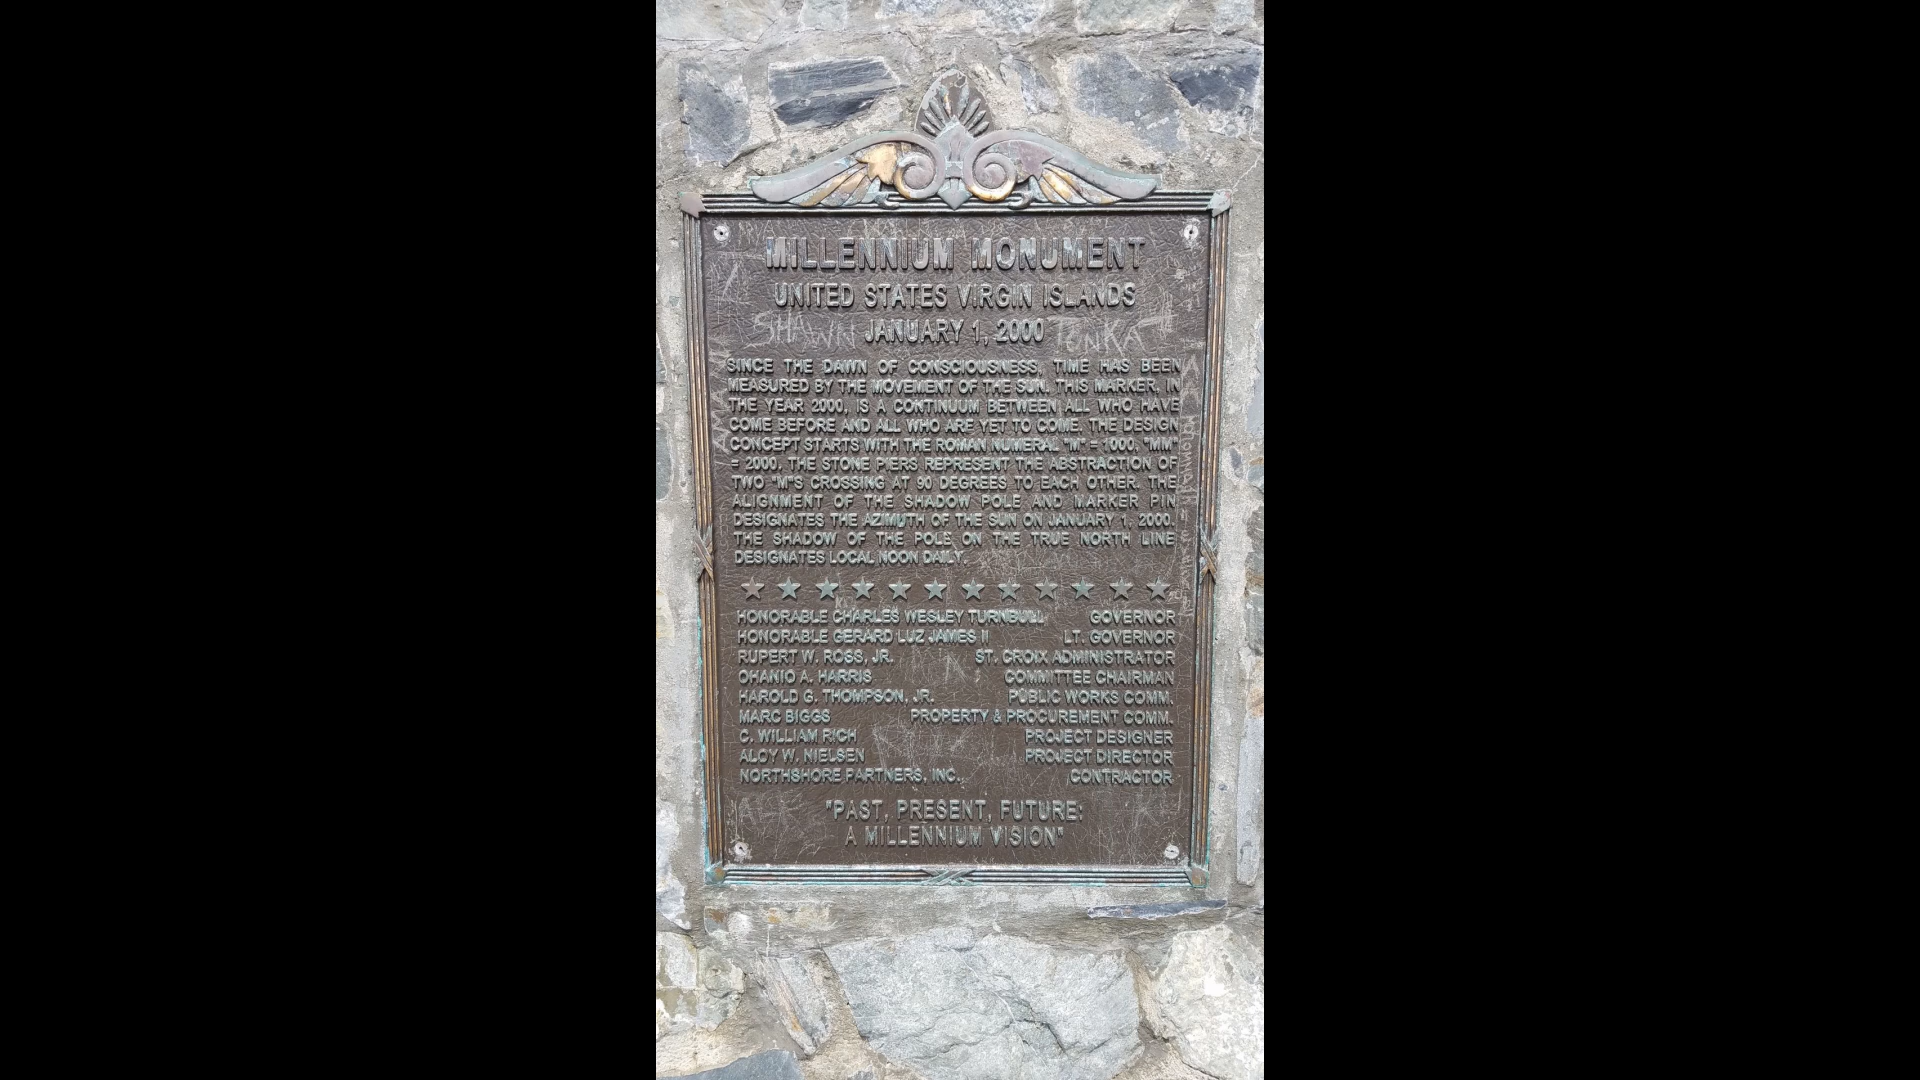 MILLENNIUM MONUMENT
UNITED STATES VIRGIN ISLANDS
SHAWN JANUARY 1, 2000 TONKA
SINCE THE DAWN OF CONSCIOUSNESS, TIME HAS BEEN
MEASURED BY THE MOVEMENT OF THE SUN. THIS MARKER, IN
THE YEAR 2000, IS A CONTINUUM BETWEEN ALL WHO HAVE
COME BEFORE AND ALL WHO ARE YET TO COME. THE DESIGN
CONCEPT STARTS WITH THE ROMAN NUMERAL "M" = 1000, "MM"
= 2000. THE STONE PIERS REPRESENT THE ABSTRACTION OF
TWO "M"S CROSSING AT 90 DEGREES TO EACH OTHER. THE
ALIGNMENT OF THE SHADOW POLE AND MARKER PIN
DESIGNATES THE AZIMUTH OF THE SUN ON JANUARY 1, 2000.
THE SHADOW OF THE POLE ON THE TRUE NORTH LINE
DESIGNATES LOCAL NOON DAILY.
HONORABLE CHARLES WESLEY TURNBULL GOVERNOR
HONORABLE GERARD LUZ JAMES II LT. GOVERNOR
RUPERT W. ROSS, JR. ST. CROIX ADMINISTRATOR
OHANIO A. HARRIS COMMITTEE CHAIRMAN
HAROLD G. THOMPSON, JR. PUBLIC WORKS COMM.
MARC BIGGS PROPERTY & PROCUREMENT COMM.
C. WILLIAM RICH PROJECT DESIGNER
ALOY W. NIELSEN PROJECT DIRECTOR
NORTHSHORE PARTNERS, INC. CONTRACTOR
"PAST, PRESENT, FUTURE:
A MILLENNIUM VISION"